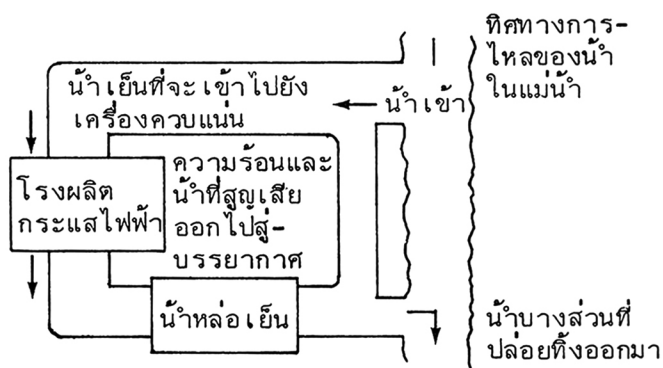 ทิศทางการ-
ไหลของน้ำ
ในแม่น้ำ
น้ำเย็นที่จะเข้าไปยัง
เครื่องควบแน่น
น้ำเข้า
โรงผลิต
กระแสไฟฟ้า
ความร้อนและ
น้ำที่สูญเสีย
ออกไปสู่-
บรรยากาศ
น้ำหล่อเย็น
น้ำบางส่วนที่
ปล่อยทิ้งออกมา